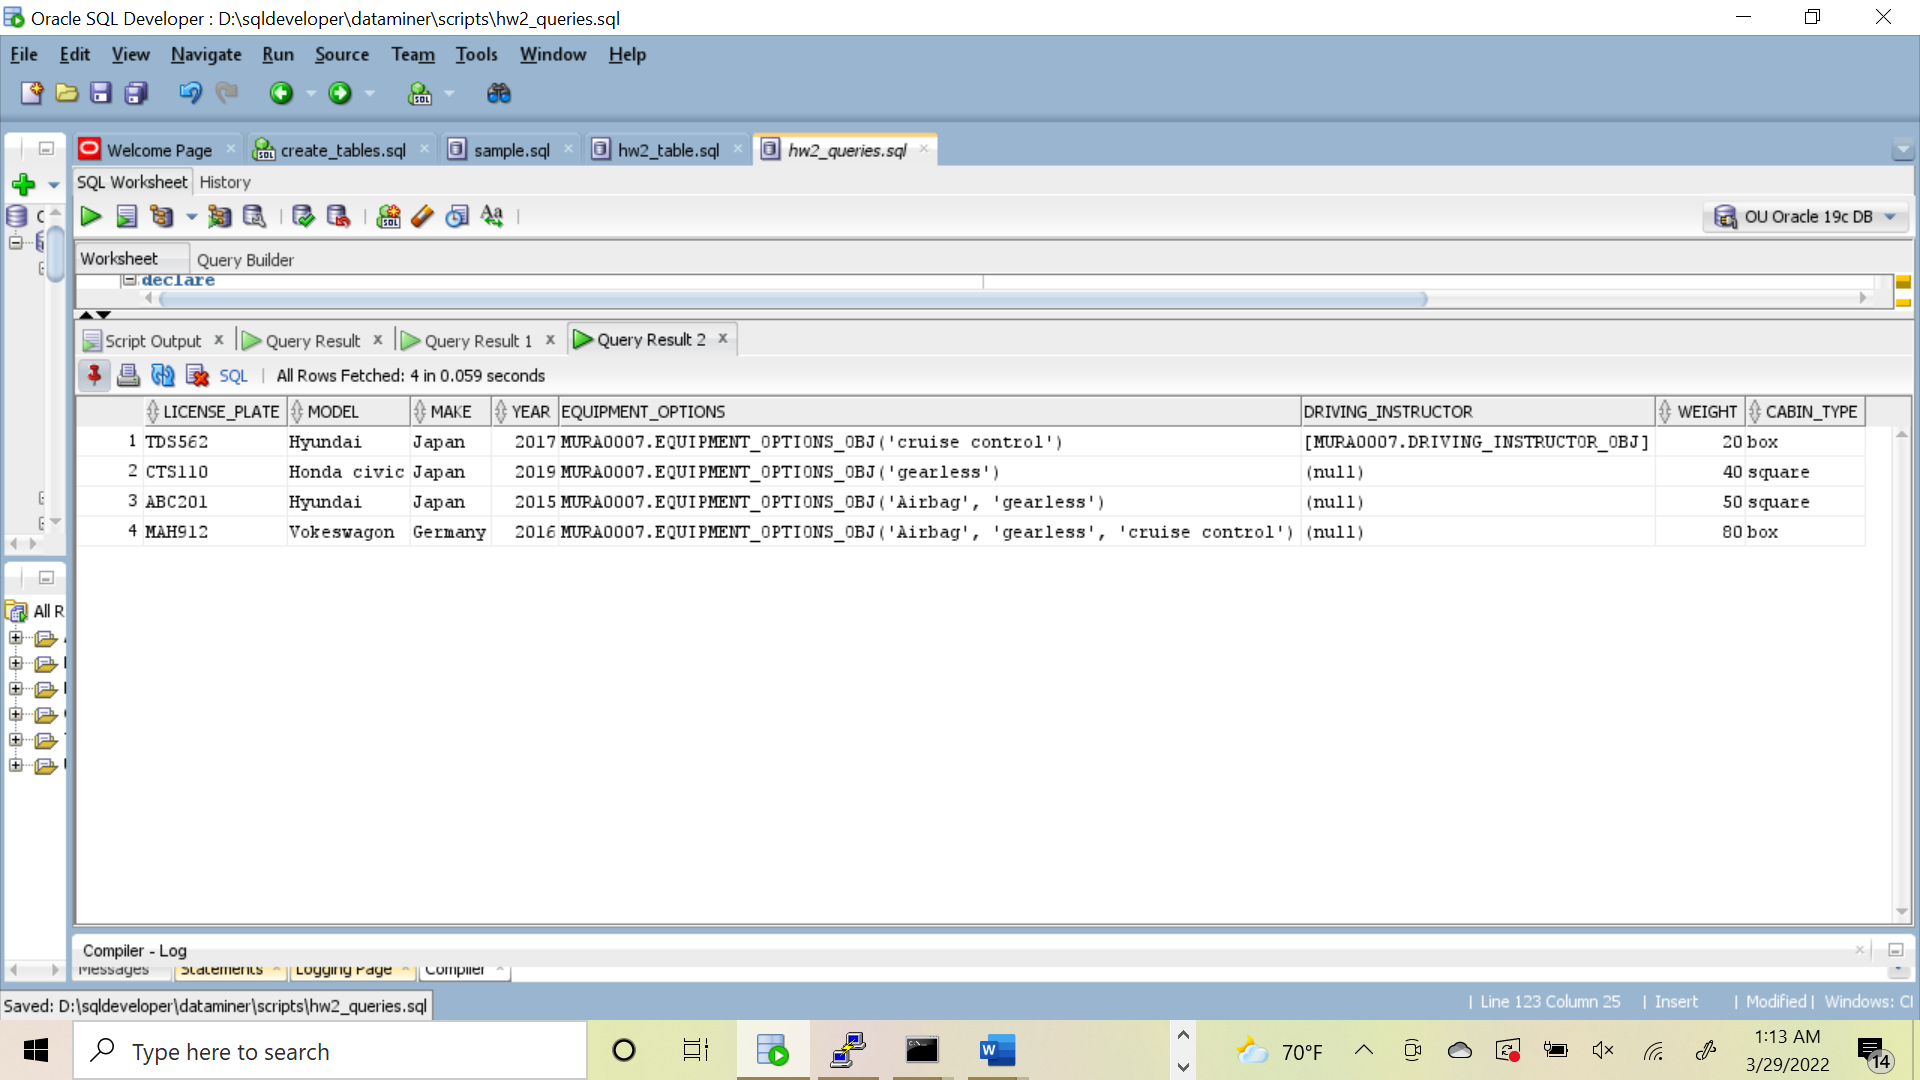 Oracle SQL Developer : D:\sqldeveloper\dataminer\scripts\hw2_queries.sql
File Edit View Navigate Run Source Team Tools Window Help
Welcome Page create_tables.sql sample.sql hw2_table.sql hw2_queries.sql
SQL Worksheet History
OU Oracle 19c DB
Worksheet Query Builder
declare
Script Output Query Result Query Result 1 Query Result 2
SQL | All Rows Fetched: 4 in 0.059 seconds
LICENSE_PLATE MODEL MAKE YEAR EQUIPMENT_OPTIONS DRIVING_INSTRUCTOR WEIGHT CABIN_TYPE
1 TDS562 Hyundai Japan 2017 MURA0007.EQUIPMENT_OPTIONS_OBJ('cruise control') [MURA0007.DRIVING_INSTRUCTOR_OBJ] 20 box
2 CTS110 Honda civic Japan 2019 MURA0007.EQUIPMENT_OPTIONS_OBJ('gearless') (null) 40 square
3 ABC201 Hyundai Japan 2015 MURA0007.EQUIPMENT_OPTIONS_OBJ('Airbag', 'gearless') (null) 50 square
4 MAH912 Vokeswagon Germany 2016 MURA0007.EQUIPMENT_OPTIONS_OBJ('Airbag', 'gearless', 'cruise control') (null) 80 box
All R
Compiler - Log
Messages Statements Logging Page Compiler
Saved: D:\sqldeveloper\dataminer\scripts\hw2_queries.sql
| Line 123 Column 25 | Insert | Modified | Windows: Cl
Type here to search
70°F
1:13 AM
3/29/2022
14